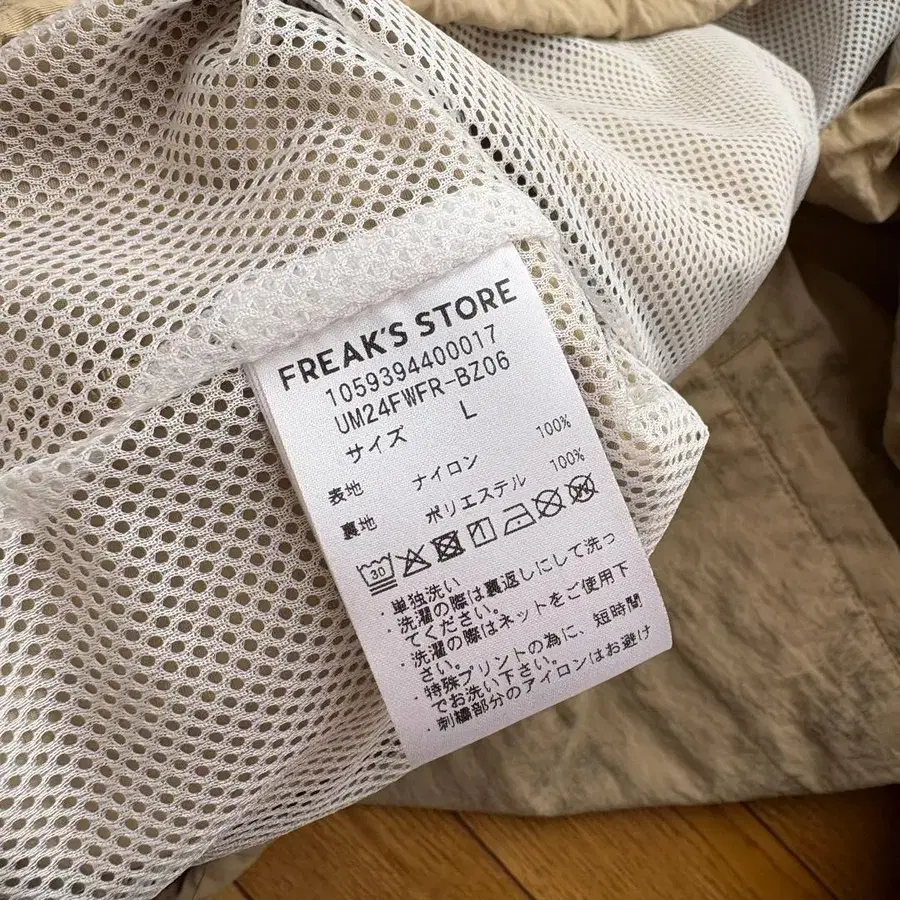 FREAK'S STORE
1059394400017
UM24FWFR-BZ06
サイズ L
表地 ナイロン 100%
裏地 ポリエステル 100%
30
・単独洗い
・洗濯の際は裏返しにして洗っ
てください。
・洗濯の際はネットをご使用下
さい。
・特殊プリントの為に、短時間
でお洗い下さい。
・刺繍部分のアイロンはお避け